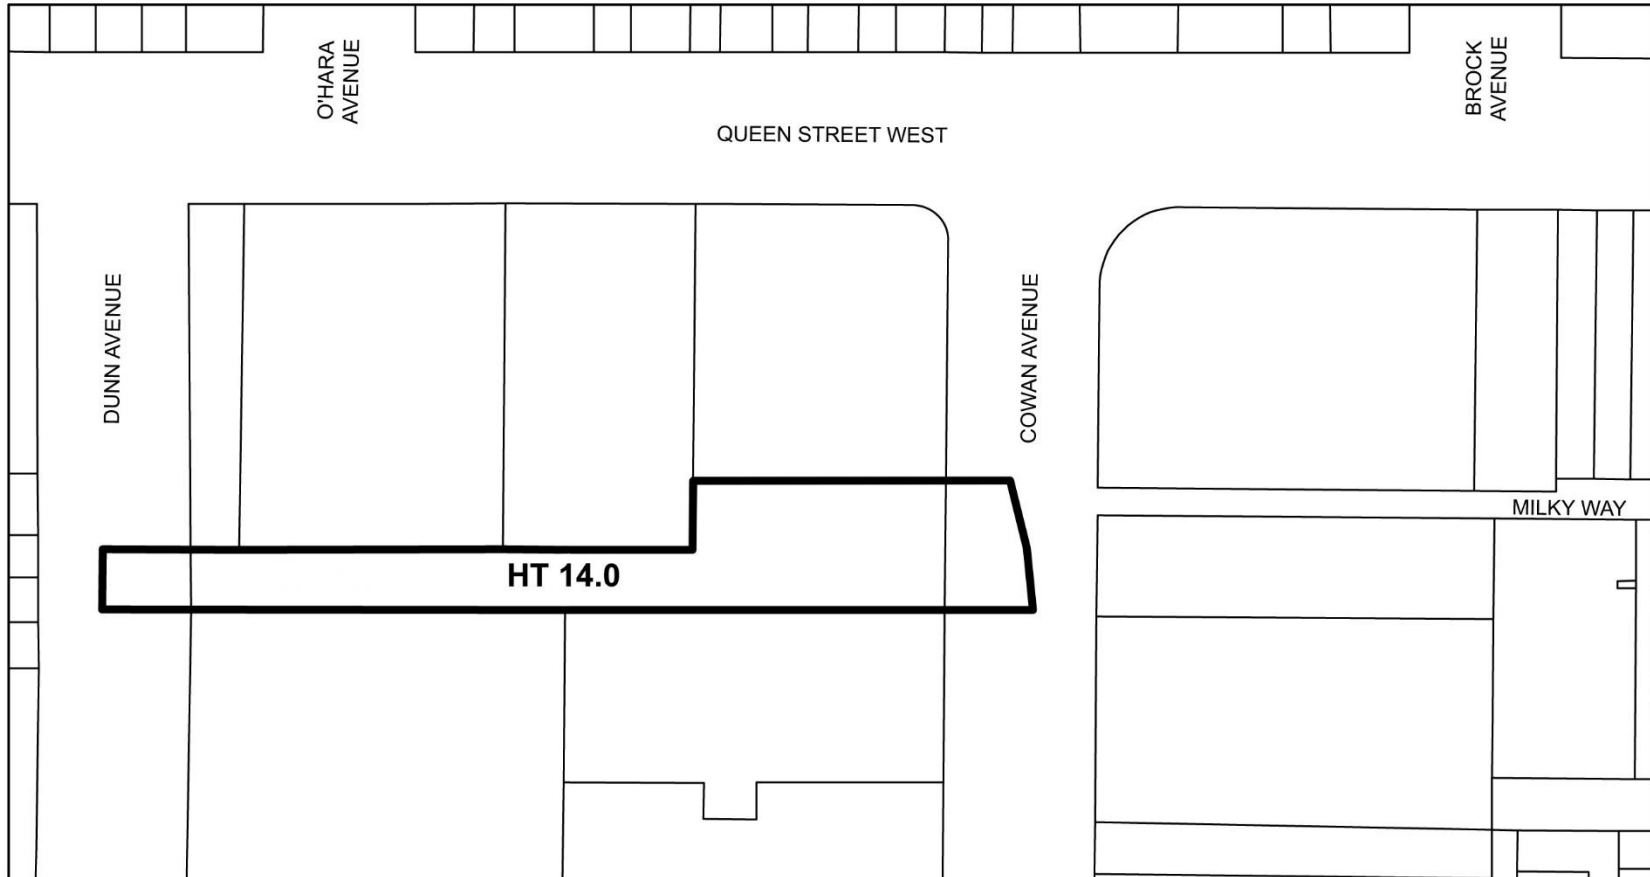 O'HARA
AVENUE
BROCK
AVENUE
QUEEN STREET WEST
DUNN AVENUE
COWAN AVENUE
MILKY WAY
HT 14.0